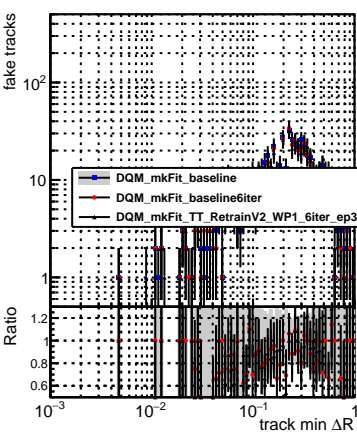 fake tracks
10²
10
1
DQM_mkFit_baseline
DQM_mkFit_baseline6iter
DQM_mkFit_TT_RetrainV2_WP1_6iter_ep3
Ratio
1.2
1
0.8
0.6
10⁻³ 10⁻² 10⁻¹ 1
track min ΔR